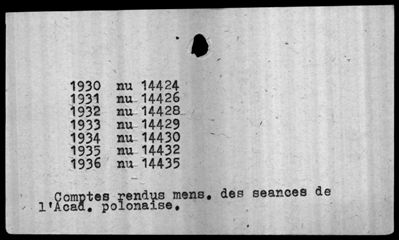 1930 nu 14424
1931 nu 14426
1932 nu 14428
1933 nu 14429
1934 nu 14430
1935 nu 14432
1936 nu 14435
Comptes rendus mens. des seances de
l'Acad. polonaise.